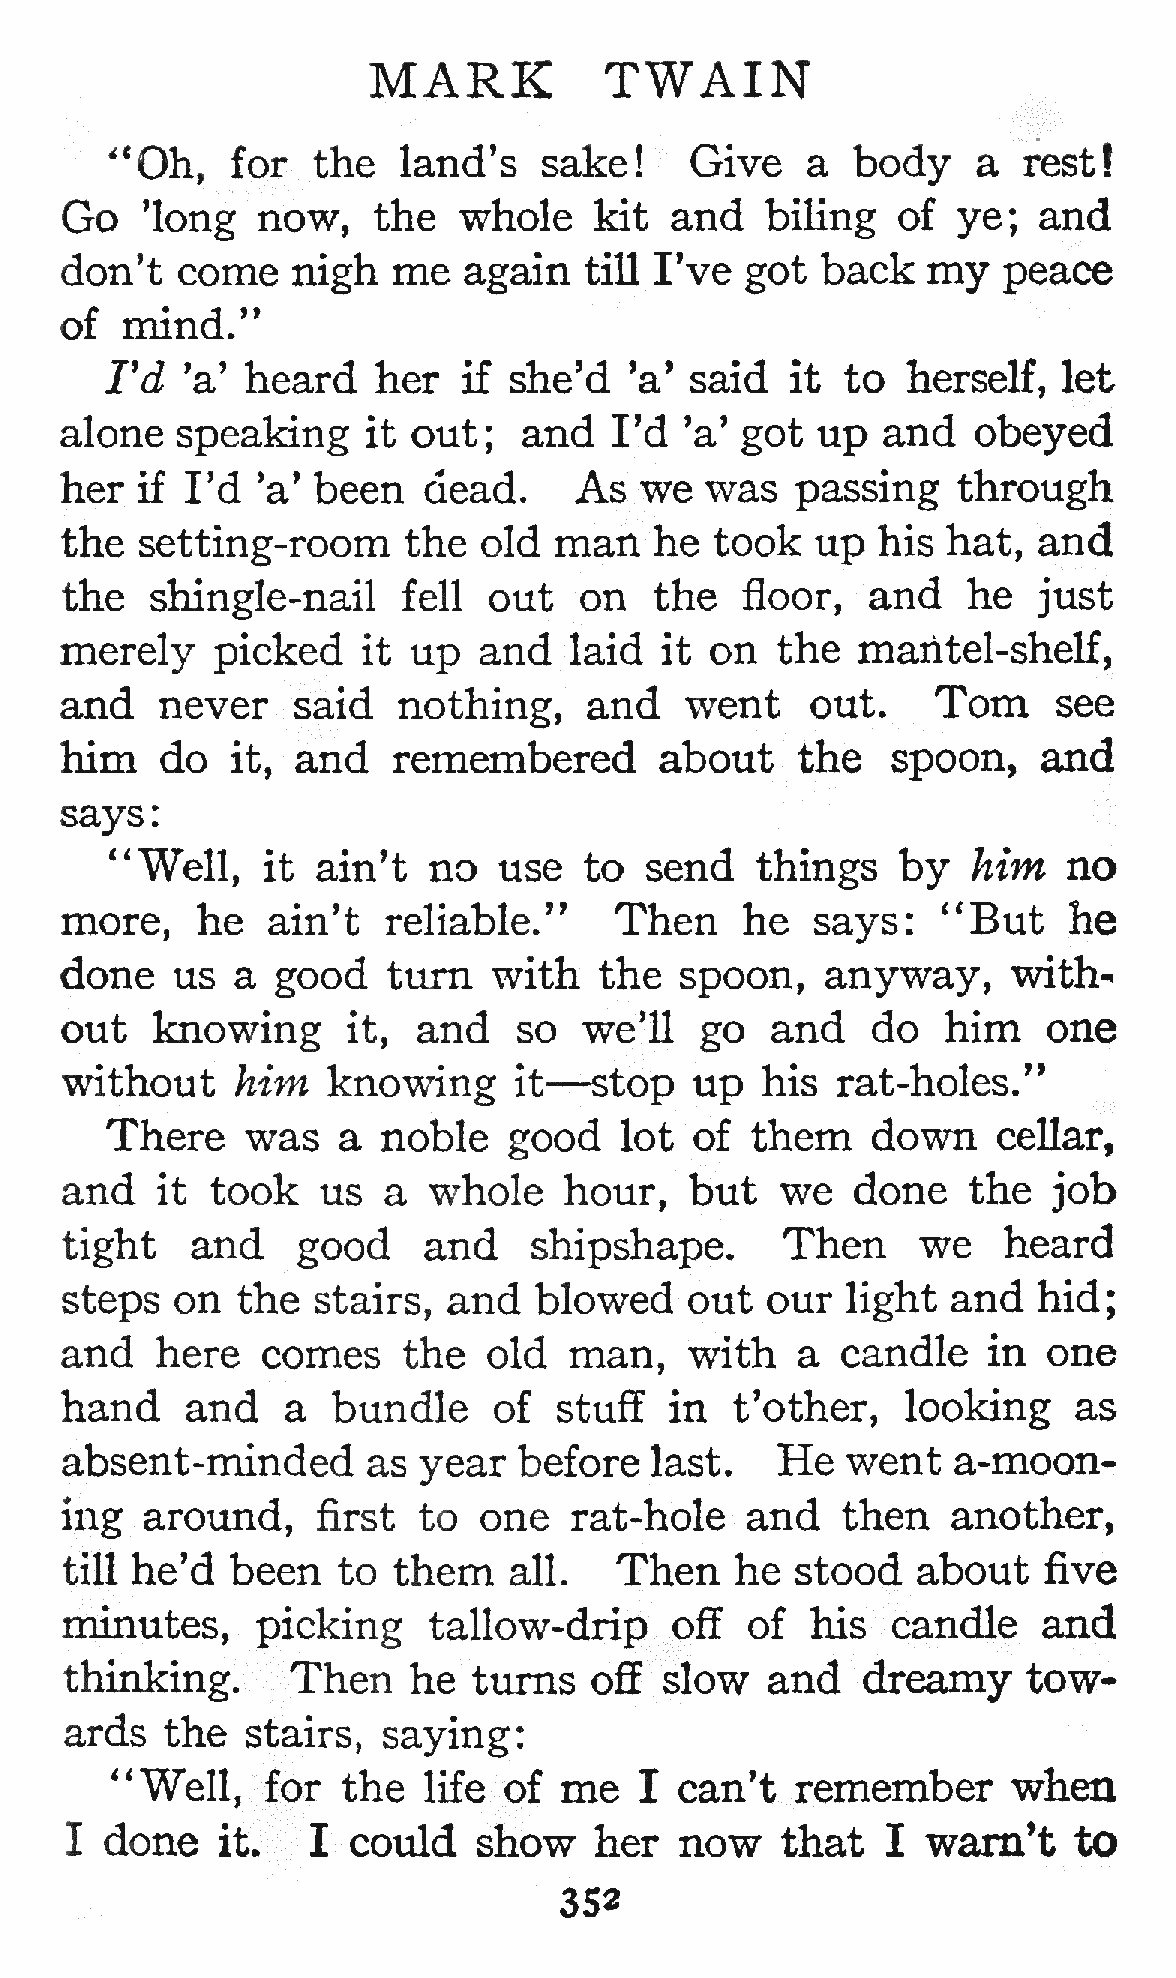 MARK TWAIN
“Oh, for the land’s sake! Give a body a rest!
Go ’long now, the whole kit and biling of ye; and
don’t come nigh me again till I’ve got back my peace
of mind.”
I’d ’a’ heard her if she’d ’a’ said it to herself, let
alone speaking it out; and I’d ’a’ got up and obeyed
her if I’d ’a’ been dead. As we was passing through
the setting-room the old man he took up his hat, and
the shingle-nail fell out on the floor, and he just
merely picked it up and laid it on the mantel-shelf,
and never said nothing, and went out. Tom see
him do it, and remembered about the spoon, and
says:
“Well, it ain’t no use to send things by him no
more, he ain’t reliable.” Then he says: “But he
done us a good turn with the spoon, anyway, with-
out knowing it, and so we’ll go and do him one
without him knowing it—stop up his rat-holes.”
There was a noble good lot of them down cellar,
and it took us a whole hour, but we done the job
tight and good and shipshape. Then we heard
steps on the stairs, and blowed out our light and hid;
and here comes the old man, with a candle in one
hand and a bundle of stuff in t’other, looking as
absent-minded as year before last. He went a-moon-
ing around, first to one rat-hole and then another,
till he’d been to them all. Then he stood about five
minutes, picking tallow-drip off of his candle and
thinking. Then he turns off slow and dreamy tow-
ards the stairs, saying:
“Well, for the life of me I can’t remember when
I done it. I could show her now that I warn’t to
352